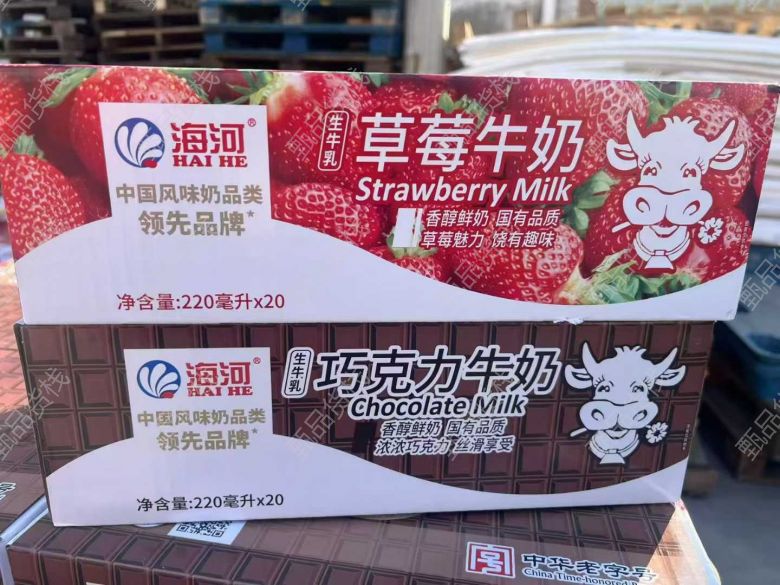 海河®
HAI HE
中国风味奶品类
领先品牌*
净含量:220毫升x20
生牛乳
草莓牛奶
Strawberry Milk
香醇鲜奶 国有品质
草莓魅力 饶有趣味
海河®
HAI HE
中国风味奶品类
领先品牌*
净含量:220毫升x20
生牛乳
巧克力牛奶
Chocolate Milk
香醇鲜奶 国有品质
浓浓巧克力 丝滑享受
中华老字号
China Time-honored
甄品货栈